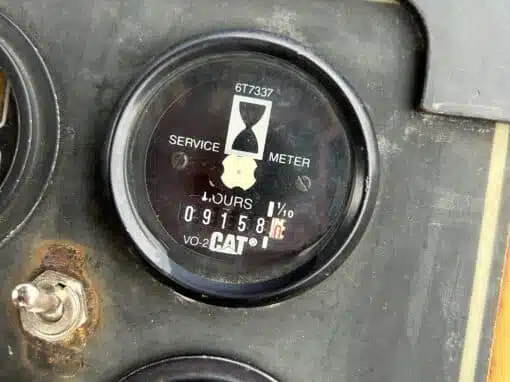 6T7337
SERVICE METER
HOURS 1/10
09158
VO-2 CAT®